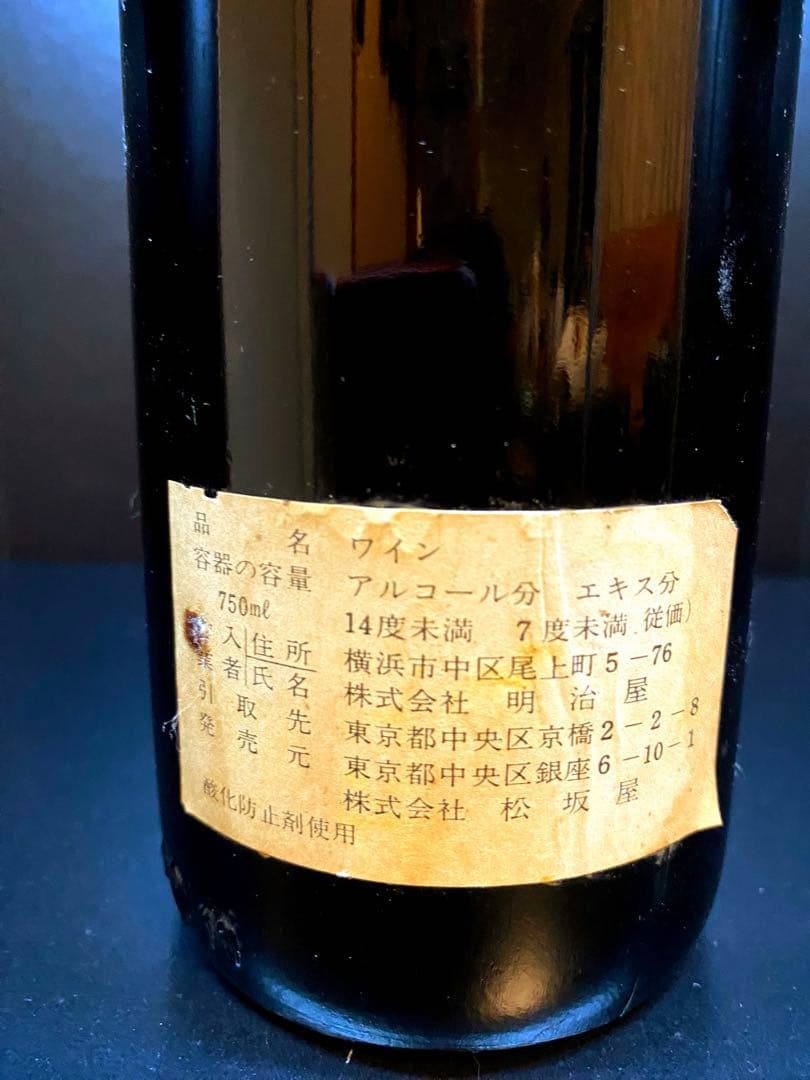 品名 ワイン
容器の容量 アルコール分 エキス分
750ml 14度未満 7度未満 従価)
入住所 横浜市中区尾上町5-76
業者氏名 株式会社 明治屋
引取先 東京都中央区京橋2-2-8
発売元 東京都中央区銀座6-10-1
株式会社 松坂屋
酸化防止剤使用